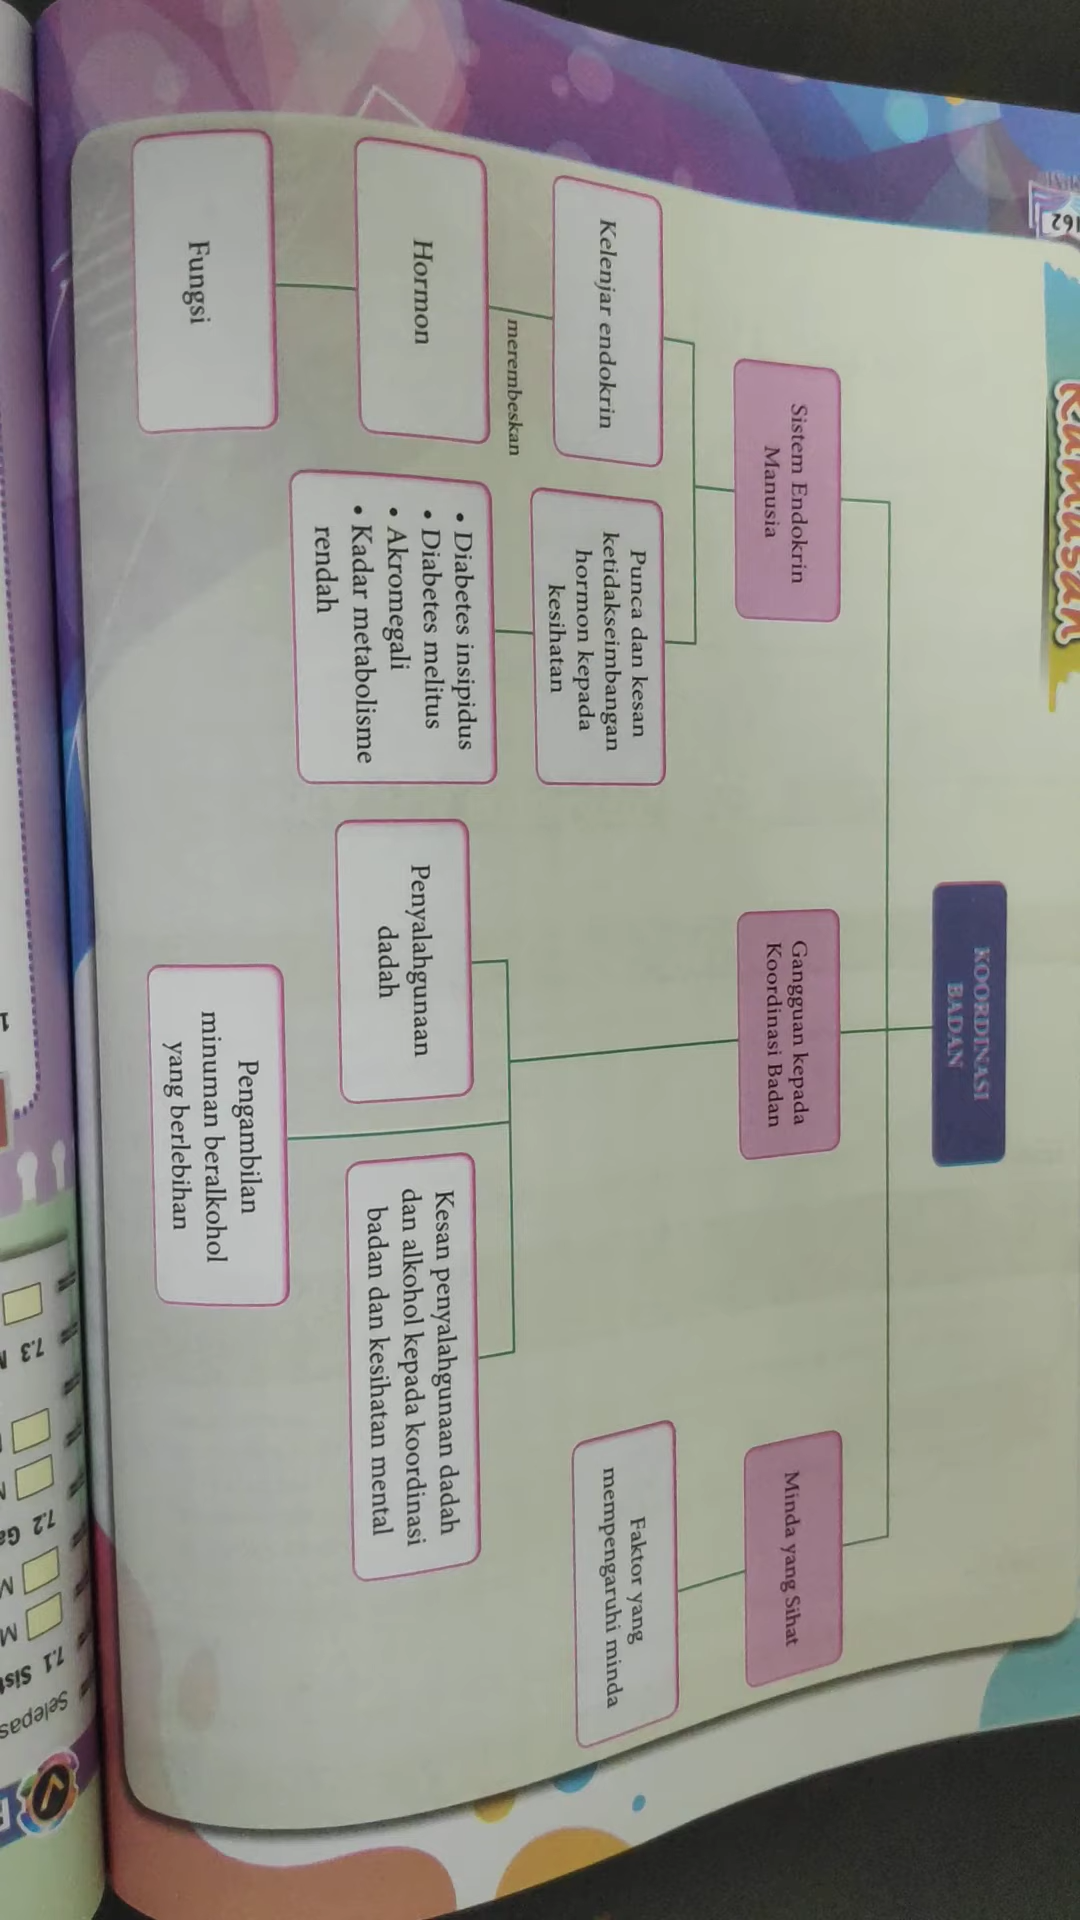 162
Rumusan
KOORDINASI
BADAN
Sistem Endokrin
Manusia
Gangguan kepada
Koordinasi Badan
Minda yang Sihat
Kelenjar endokrin
Punca dan kesan
ketidakseimbangan
hormon kepada
kesihatan
Faktor yang
mempengaruhi minda
merembeskan
Hormon
• Diabetes insipidus
• Diabetes melitus
• Akromegali
• Kadar metabolisme
rendah
Penyalahgunaan
dadah
Kesan penyalahgunaan dadah
dan alkohol kepada koordinasi
badan dan kesihatan mental
Fungsi
Pengambilan
minuman beralkohol
yang berlebihan
Selepas
7.1
M
M
7.2
7.3